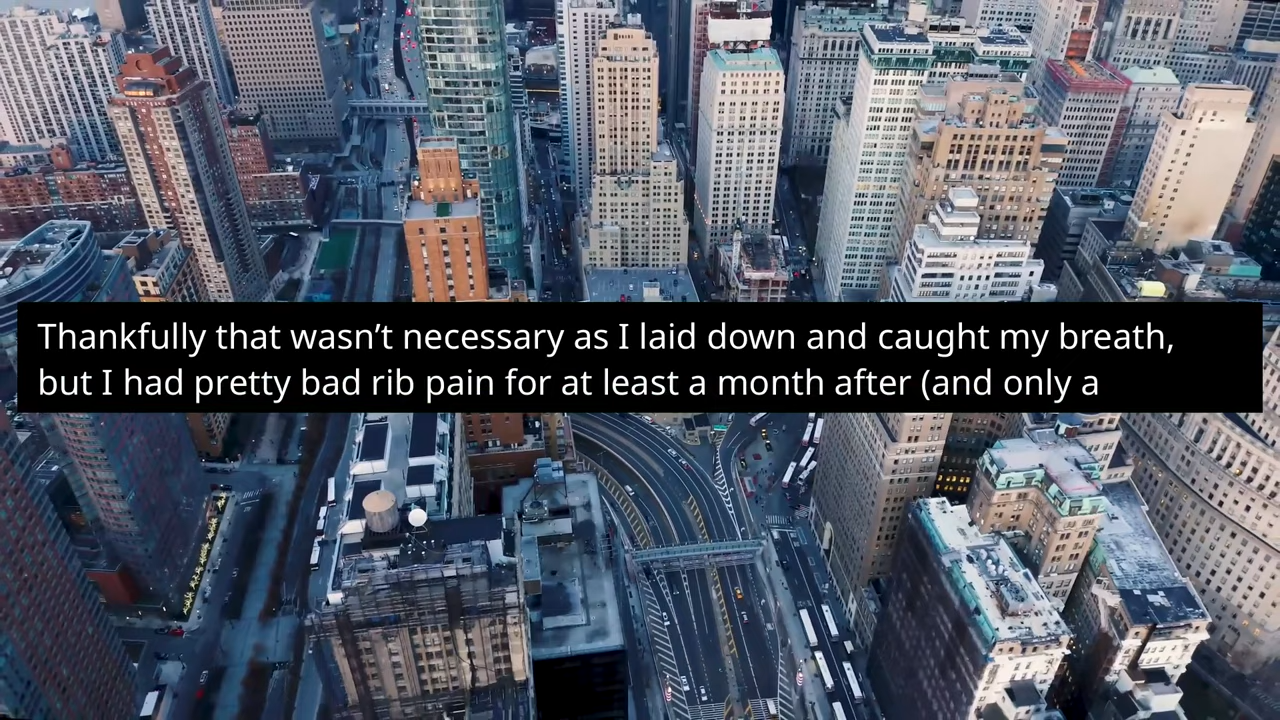 Thankfully that wasn’t necessary as I laid down and caught my breath,
but I had pretty bad rib pain for at least a month after (and only a